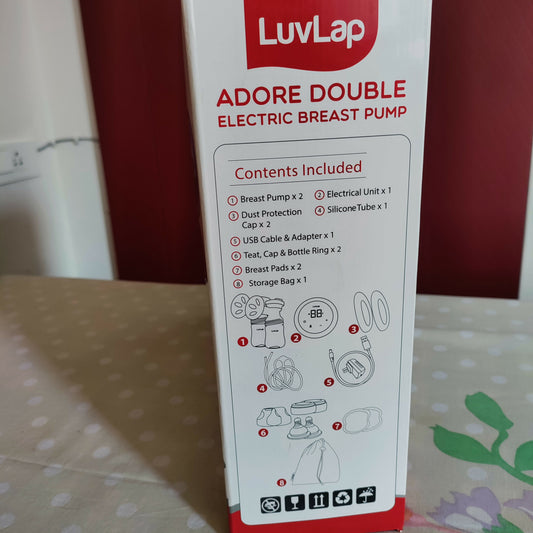 LuvLap
ADORE DOUBLE
ELECTRIC BREAST PUMP
Contents Included
1 Breast Pump x 2 2 Electrical Unit x 1
3 Dust Protection Cap x 2 4 Silicone Tube x 1
5 USB Cable & Adapter x 1
6 Teat, Cap & Bottle Ring x 2
7 Breast Pads x 2
8 Storage Bag x 1
1 2 3
4 5
6 7
8